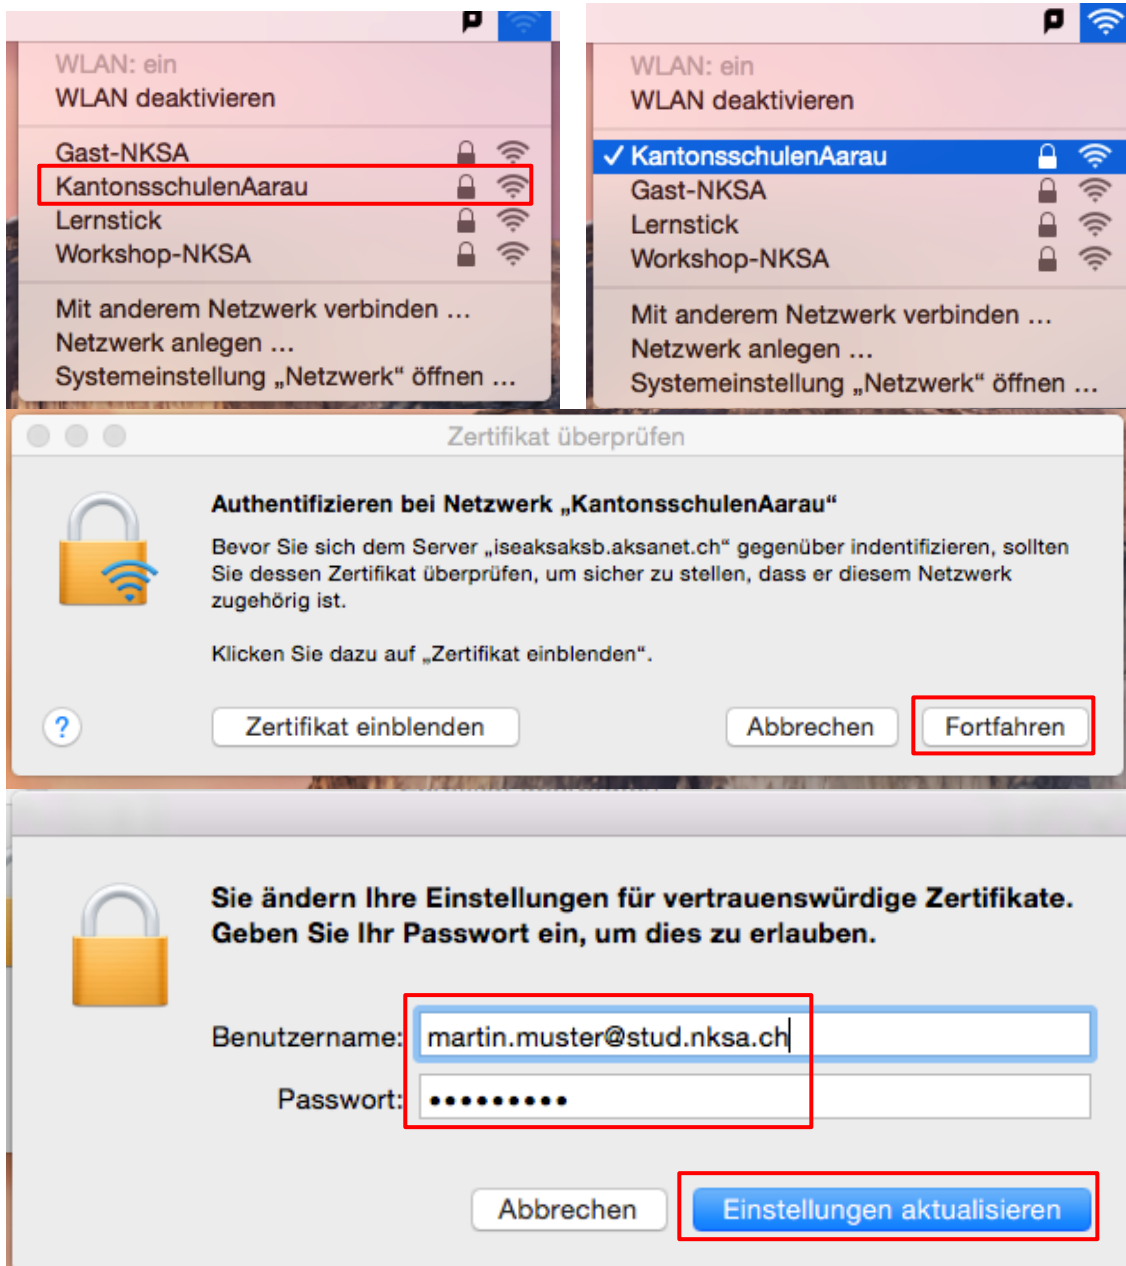 WLAN: ein
WLAN deaktivieren
Gast-NKSA
KantonsschulenAarau
Lernstick
Workshop-NKSA
Mit anderem Netzwerk verbinden ...
Netzwerk anlegen ...
Systemeinstellung „Netzwerk“ öffnen ...
WLAN: ein
WLAN deaktivieren
✓ KantonsschulenAarau
Gast-NKSA
Lernstick
Workshop-NKSA
Mit anderem Netzwerk verbinden ...
Netzwerk anlegen ...
Systemeinstellung „Netzwerk“ öffnen ...
Zertifikat überprüfen
Authentifizieren bei Netzwerk „KantonsschulenAarau“
Bevor Sie sich dem Server „iseaksaksb.aksanet.ch“ gegenüber indentifizieren, sollten
Sie dessen Zertifikat überprüfen, um sicher zu stellen, dass er diesem Netzwerk
zugehörig ist.
Klicken Sie dazu auf „Zertifikat einblenden“.
? Zertifikat einblenden Abbrechen Fortfahren
Sie ändern Ihre Einstellungen für vertrauenswürdige Zertifikate.
Geben Sie Ihr Passwort ein, um dies zu erlauben.
Benutzername: martin.muster@stud.nksa.ch
Passwort: •••••••••
Abbrechen Einstellungen aktualisieren